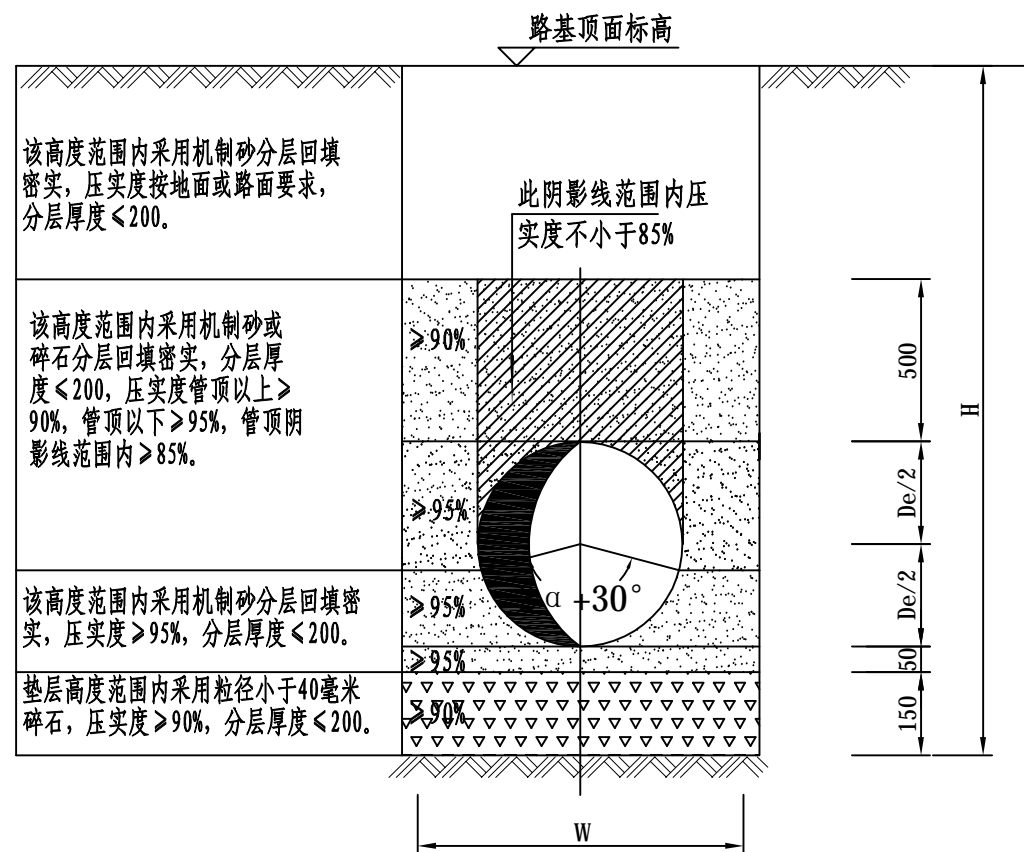 路基顶面标高
该高度范围内采用机制砂分层回填
密实，压实度按地面或路面要求，
分层厚度≤200。
此阴影线范围内压
实度不小于85%
该高度范围内采用机制砂或
碎石分层回填密实，分层厚
度≤200，压实度管顶以上≥
90%，管顶以下≥95%，管顶阴
影线范围内≥85%。
≥90%
500
H
≥95%
De/2
该高度范围内采用机制砂分层回填密
实，压实度≥95%，分层厚度≤200。
≥95%
α +30°
De/2
≥95%
50
垫层高度范围内采用粒径小于40毫米
碎石，压实度≥90%，分层厚度≤200。
≥90%
150
W